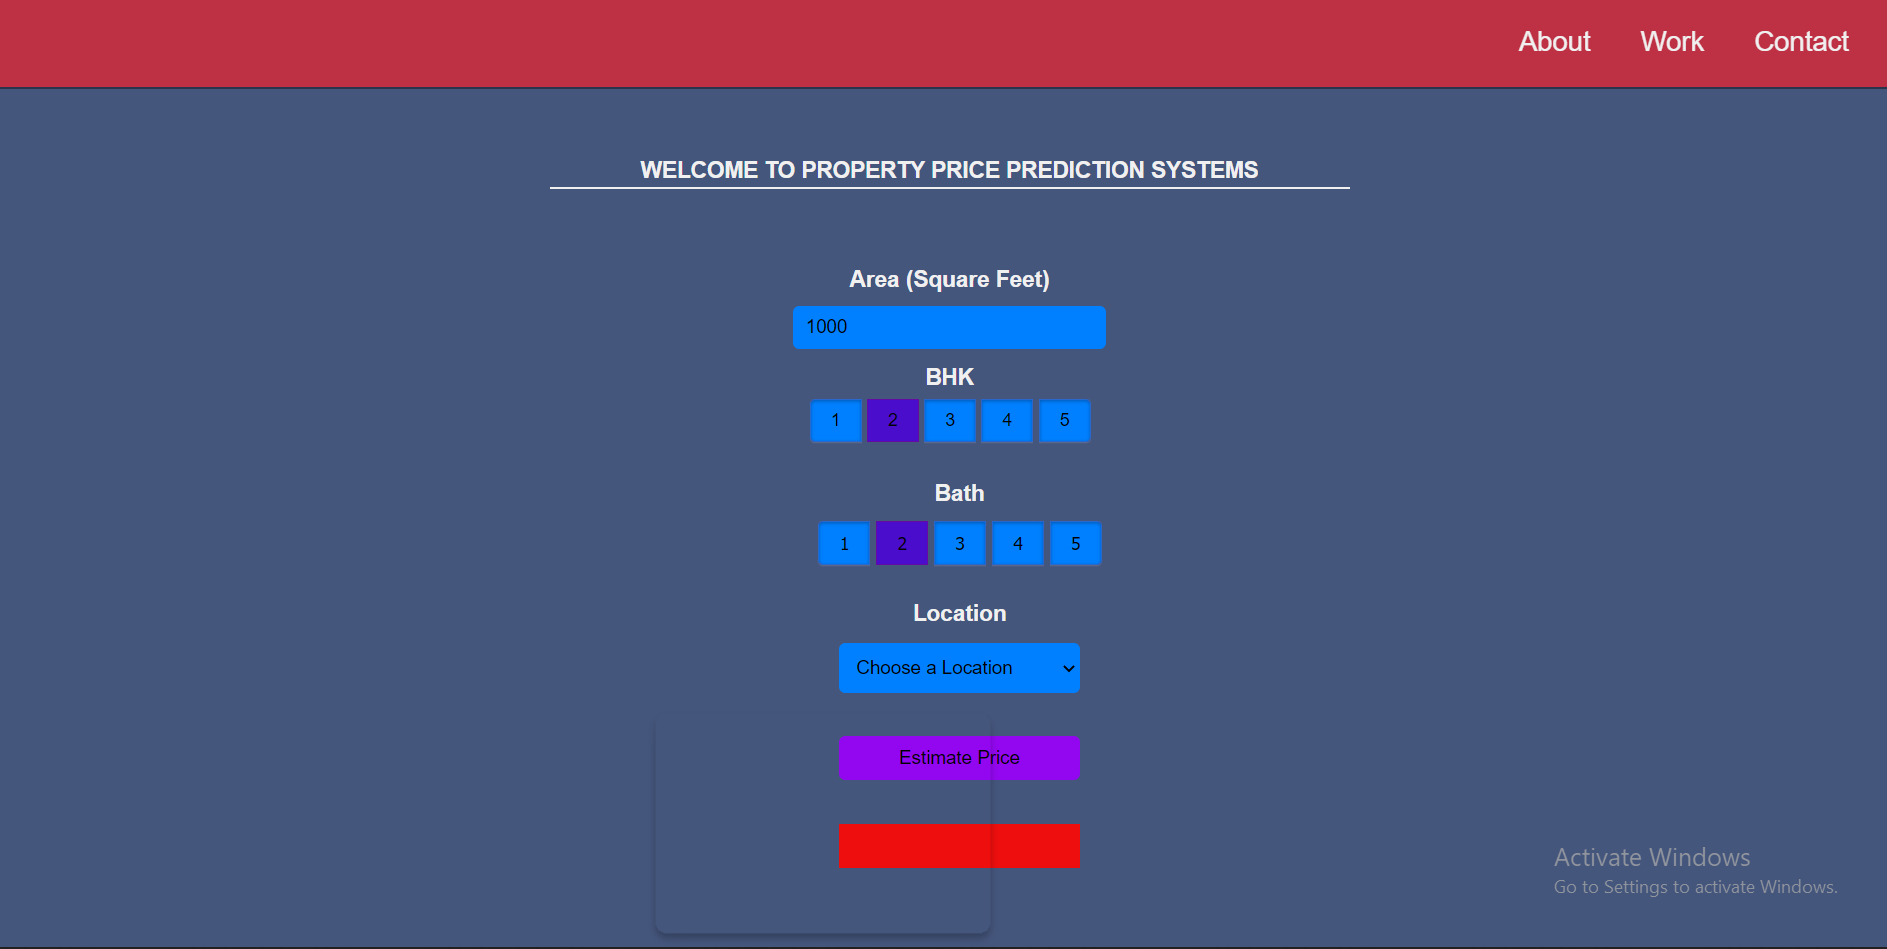 About Work Contact
WELCOME TO PROPERTY PRICE PREDICTION SYSTEMS
Area (Square Feet)
1000
BHK
1 2 3 4 5
Bath
1 2 3 4 5
Location
Choose a Location
Estimate Price
Activate Windows
Go to Settings to activate Windows.